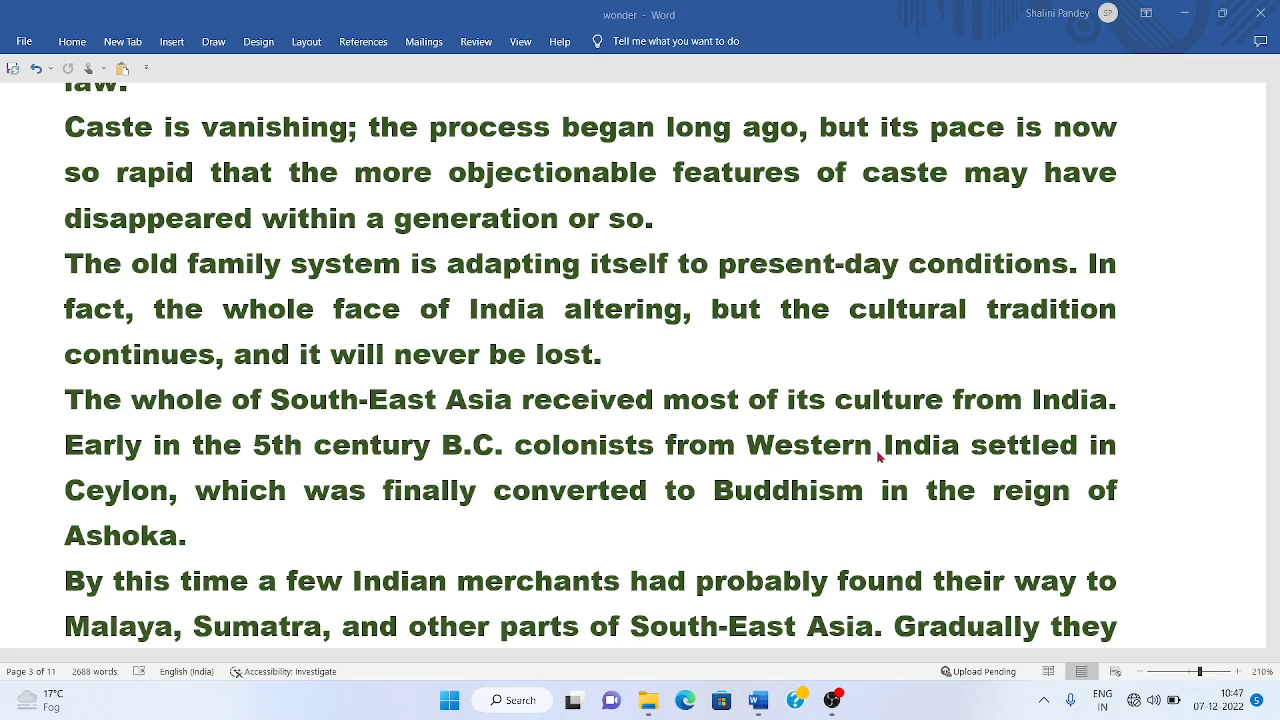 wonder - Word
Shalini Pandey SP
File Home New Tab Insert Draw Design Layout References Mailings Review View Help Tell me what you want to do
law.
Caste is vanishing; the process began long ago, but its pace is now
so rapid that the more objectionable features of caste may have
disappeared within a generation or so.
The old family system is adapting itself to present-day conditions. In
fact, the whole face of India altering, but the cultural tradition
continues, and it will never be lost.
The whole of South-East Asia received most of its culture from India.
Early in the 5th century B.C. colonists from Western India settled in
Ceylon, which was finally converted to Buddhism in the reign of
Ashoka.
By this time a few Indian merchants had probably found their way to
Malaya, Sumatra, and other parts of South-East Asia. Gradually they
Page 3 of 11 2688 words English (India) Accessibility: Investigate Upload Pending 210%
17°C
Fog
Search
ENG
IN
10:42
07-12-2022
5